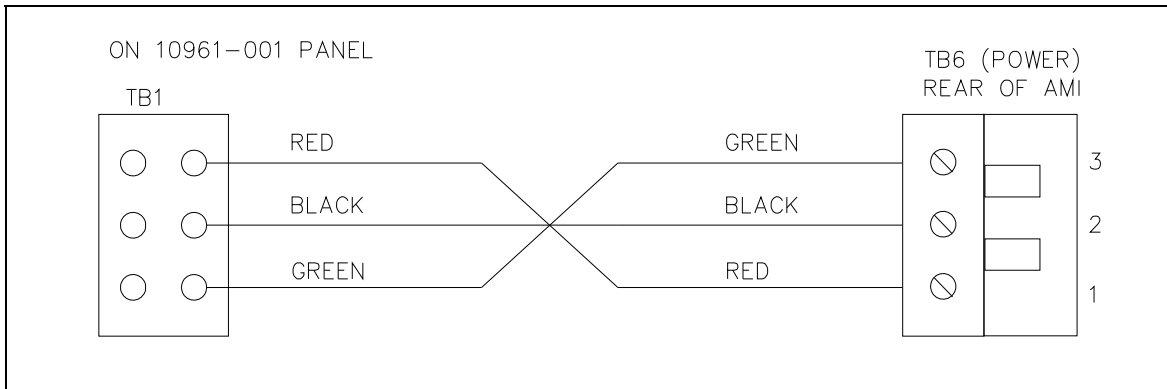 ON 10961-001 PANEL
TB6 (POWER)
REAR OF AMI
TB1
RED
GREEN
3
BLACK
BLACK
2
GREEN
RED
1